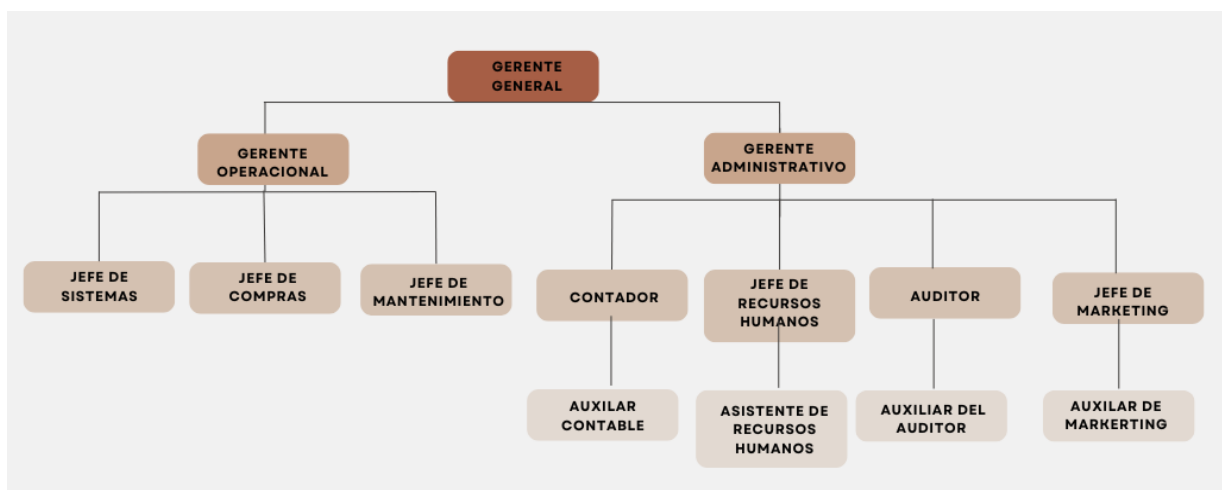 GERENTE
GENERAL
GERENTE
OPERACIONAL
GERENTE
ADMINISTRATIVO
JEFE DE
SISTEMAS
JEFE DE
COMPRAS
JEFE DE
MANTENIMIENTO
CONTADOR
JEFE DE
RECURSOS
HUMANOS
AUDITOR
JEFE DE
MARKETING
AUXILAR
CONTABLE
ASISTENTE DE
RECURSOS
HUMANOS
AUXILIAR DEL
AUDITOR
AUXILAR DE
MARKERTING